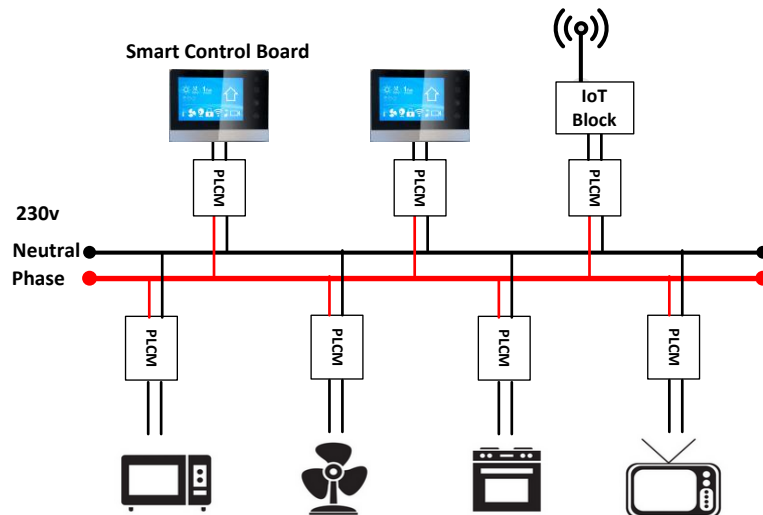 Smart Control Board
IoT
Block
PLCM
PLCM
PLCM
230v
Neutral
Phase
PLCM
PLCM
PLCM
PLCM